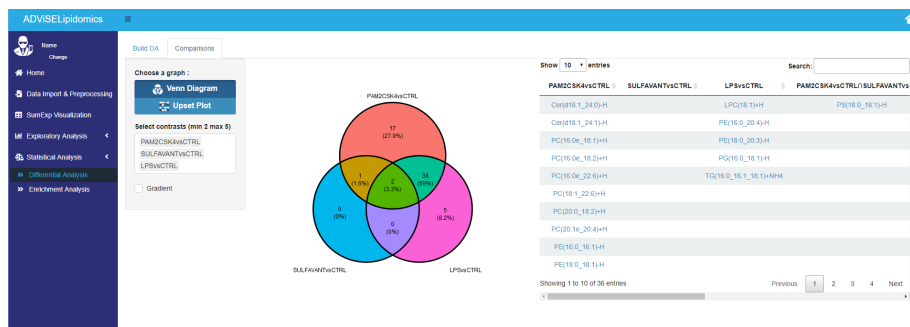 ADViSELipidomics
Name
Change
Home
Data Import & Preprocessing
SumExp Visualization
Exploratory Analysis
Statistical Analysis
Differential Analysis
Enrichment Analysis
Build DA
Comparisons
Choose a graph :
Venn Diagram
Upset Plot
Select contrasts (min 2 max 5)
PAM2CSK4vsCTRL
SULFAVANTvsCTRL
LPSvsCTRL
Gradient
PAM2CSK4vsCTRL
17
(27.9%)
1
(1.6%)
2
(3.3%)
36
(59%)
0
(0%)
0
(0%)
5
(8.2%)
SULFAVANTvsCTRL
LPSvsCTRL
Show 10 entries
Search:
PAM2CSK4vsCTRL SULFAVANTvsCTRL LPSvsCTRL PAM2CSK4vsCTRL∩SULFAVANTvs
Cer(d18:1_24:0)-H LPC(18:1)+H PS(18:0_18:1)-H
Cer(d18:1_24:1)-H PE(16:0_20:4)-H
PC(16:0e_18:1)+H PE(18:0_20:3)-H
PC(16:0e_18:2)+H PG(16:0_18:1)-H
PC(16:0e_22:6)+H TG(16:0_16:1_18:1)+NH4
PC(18:1_22:6)+H
PC(20:0_18:2)+H
PC(20:1e_20:4)+H
PE(16:0_16:1)-H
PE(18:0_18:1)-H
Showing 1 to 10 of 36 entries
Previous 1 2 3 4 Next